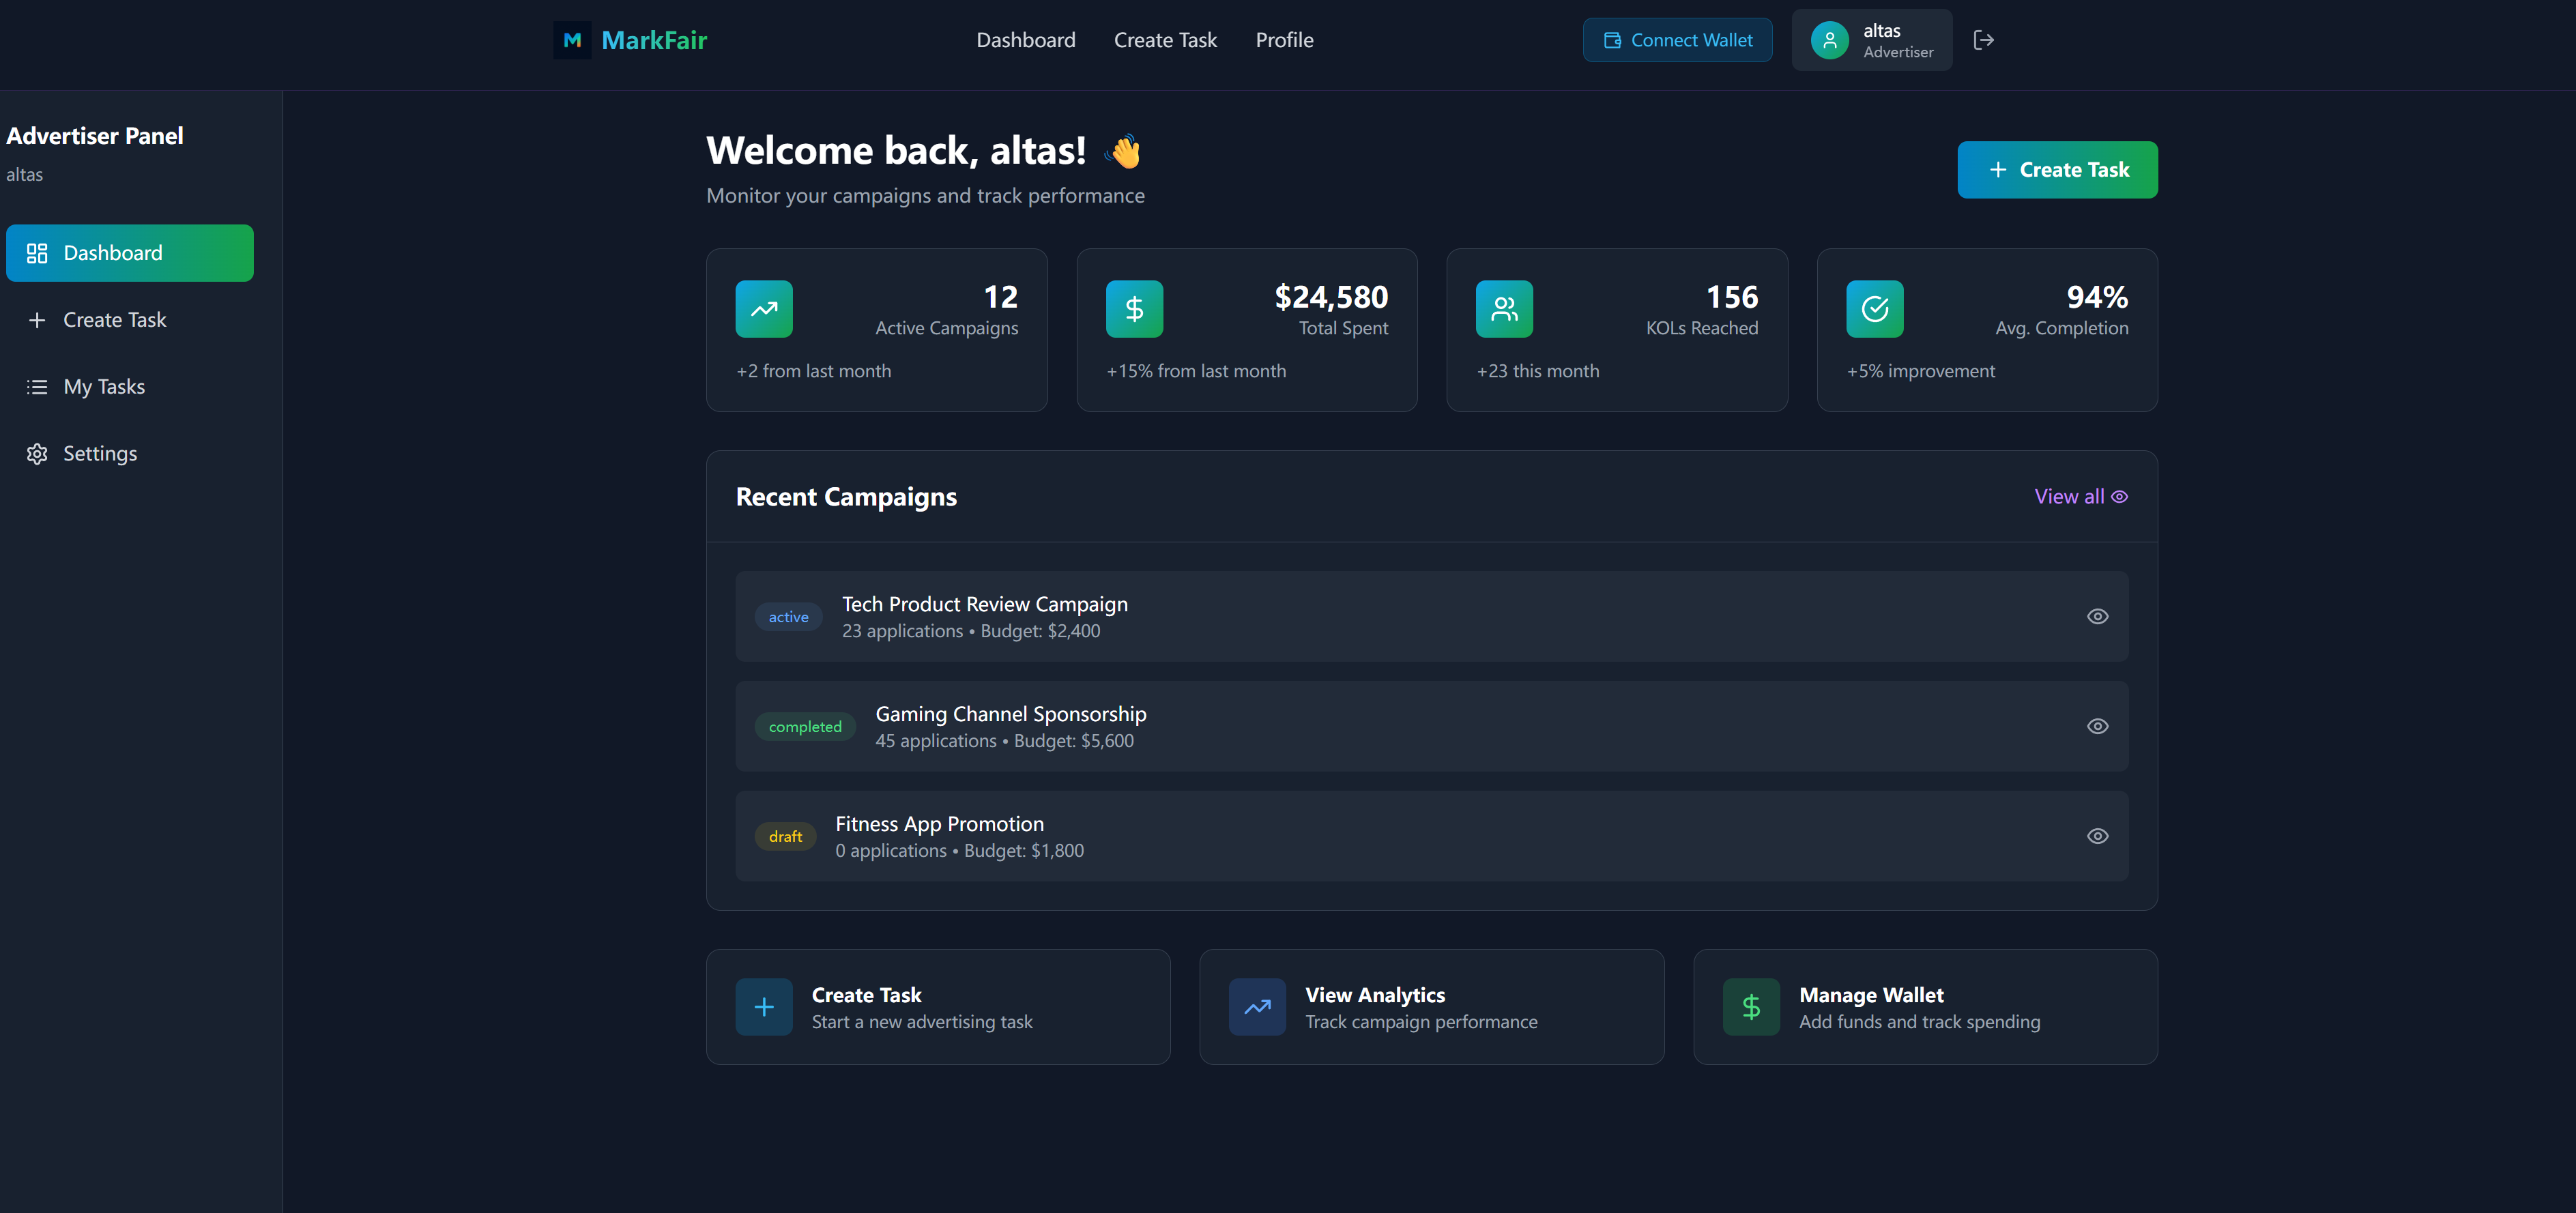 MarkFair
Dashboard
Create Task
Profile
Connect Wallet
altas
Advertiser
Advertiser Panel
altas
Dashboard
Create Task
My Tasks
Settings
Welcome back, altas! 👋
Monitor your campaigns and track performance
Create Task
12
Active Campaigns
+2 from last month
$24,580
Total Spent
+15% from last month
156
KOLs Reached
+23 this month
94%
Avg. Completion
+5% improvement
Recent Campaigns
View all
active
Tech Product Review Campaign
23 applications • Budget: $2,400
completed
Gaming Channel Sponsorship
45 applications • Budget: $5,600
draft
Fitness App Promotion
0 applications • Budget: $1,800
Create Task
Start a new advertising task
View Analytics
Track campaign performance
Manage Wallet
Add funds and track spending